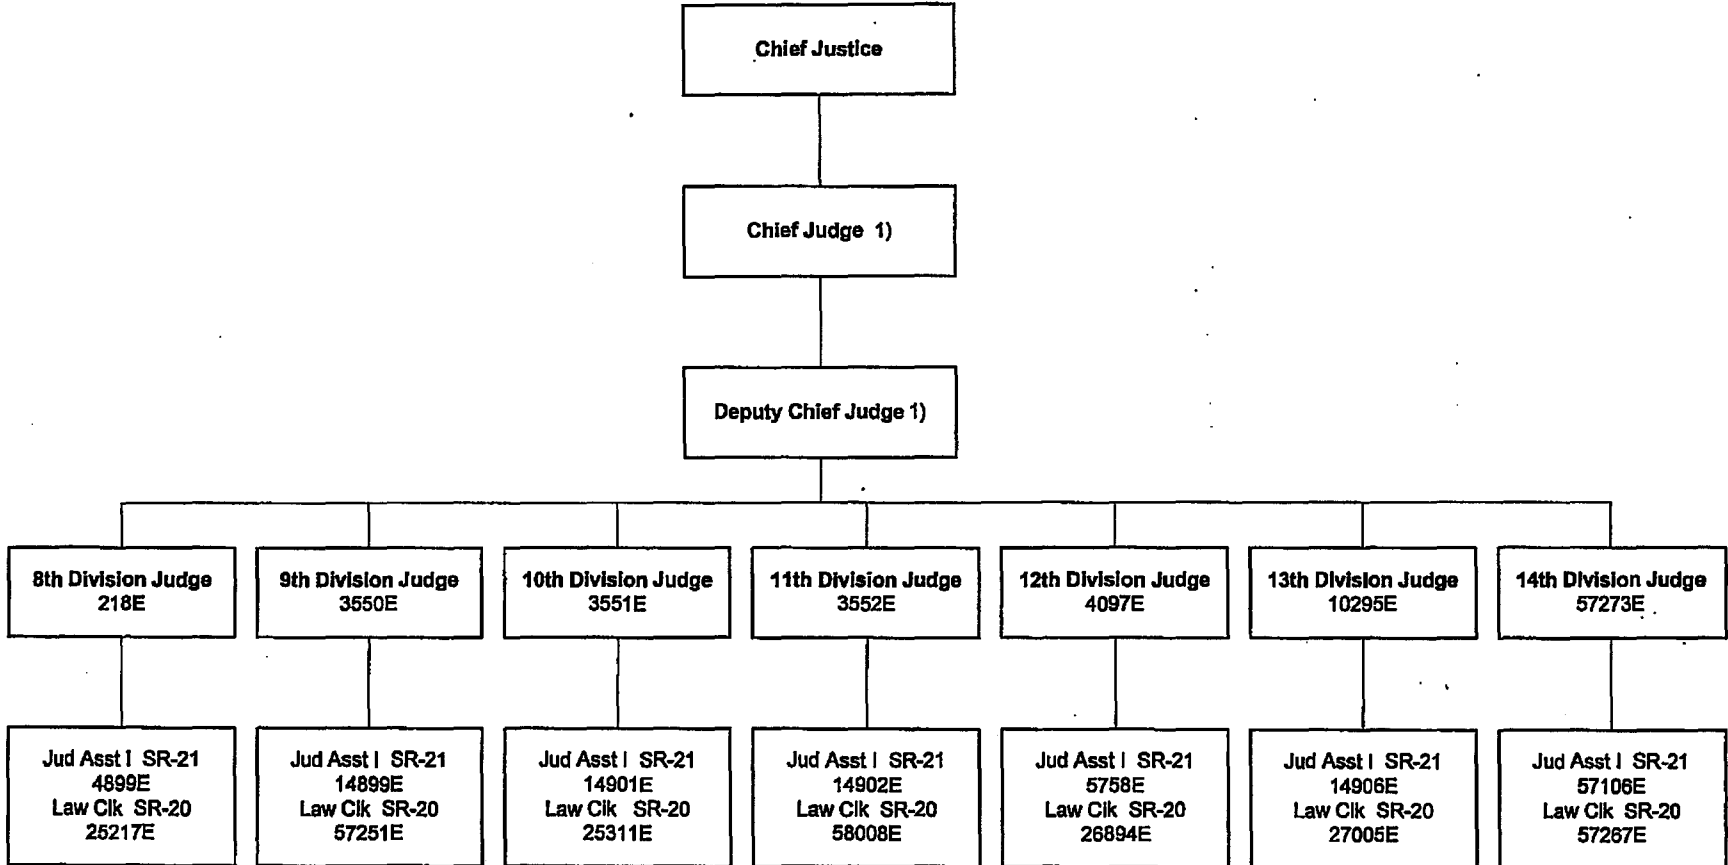 Chief Justice
Chief Judge 1)
Deputy Chief Judge 1)
8th Division Judge
218E
9th Division Judge
3550E
10th Division Judge
3551E
11th Division Judge
3552E
12th Division Judge
4097E
13th Division Judge
10295E
14th Division Judge
57273E
Jud Asst I SR-21
4899E
Law Clk SR-20
25217E
Jud Asst I SR-21
14899E
Law Clk SR-20
57251E
Jud Asst I SR-21
14901E
Law Clk SR-20
25311E
Jud Asst I SR-21
14902E
Law Clk SR-20
58008E
Jud Asst I SR-21
5758E
Law Clk SR-20
26894E
Jud Asst I SR-21
14906E
Law Clk SR-20
27005E
Jud Asst I SR-21
57106E
Law Clk SR-20
57267E